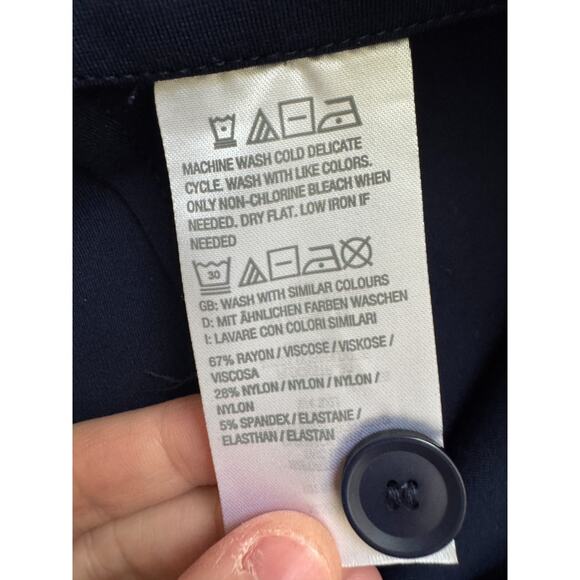 MACHINE WASH COLD DELICATE
CYCLE. WASH WITH LIKE COLORS.
ONLY NON-CHLORINE BLEACH WHEN
NEEDED. DRY FLAT. LOW IRON IF
NEEDED
30
GB: WASH WITH SIMILAR COLOURS
D: MIT ÄHNLICHEN FARBEN WASCHEN
I: LAVARE CON COLORI SIMILARI
67% RAYON / VISCOSE / VISKOSE /
VISCOSA
28% NYLON / NYLON / NYLON /
NYLON
5% SPANDEX / ELASTANE /
ELASTHAN / ELASTAN